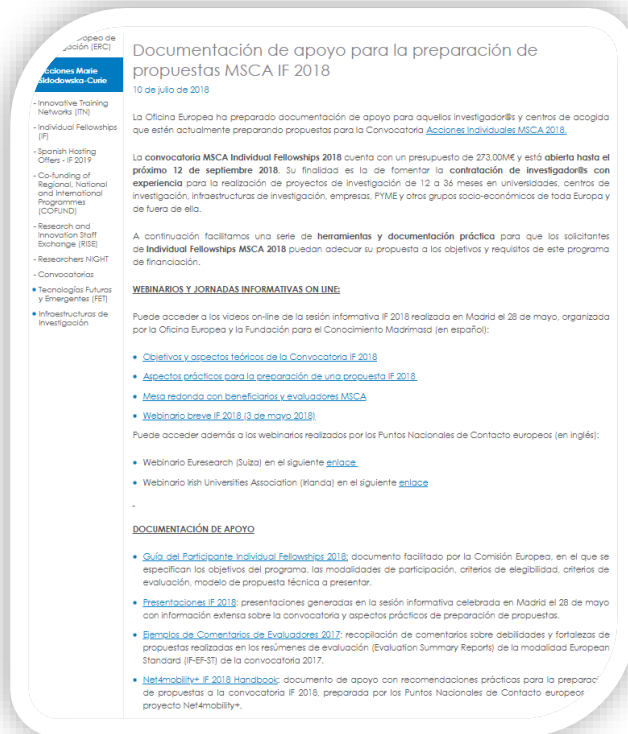 opeo de
gación (ERC)
cciones Marie
Skłodowska-Curie
- Innovative Training
Networks (ITN)
- Individual Fellowships
(IF)
- Spanish Hosting
Offers - IF 2019
- Co-funding of
Regional, National
and International
Programmes
(COFUND)
- Research and
Innovation Staff
Exchange (RISE)
- Researchers NIGHT
- Convocatorias
• Tecnologías Futuras
y Emergentes (FET)
• Infraestructuras de
Investigación
Documentación de apoyo para la preparación de
propuestas MSCA IF 2018
10 de julio de 2018
La Oficina Europea ha preparado documentación de apoyo para aquellos investigador@s y centros de acogida
que estén actualmente preparando propuestas para la Convocatoria Acciones Individuales MSCA 2018.
La convocatoria MSCA Individual Fellowships 2018 cuenta con un presupuesto de 273,00M€ y está abierta hasta el
próximo 12 de septiembre 2018. Su finalidad es la de fomentar la contratación de investigador@s con
experiencia para la realización de proyectos de investigación de 12 a 36 meses en universidades, centros de
investigación, infraestructuras de investigación, empresas, PYME y otros grupos socio-económicos de toda Europa y
de fuera de ella.
A continuación facilitamos una serie de herramientas y documentación práctica para que los solicitantes
de Individual Fellowships MSCA 2018 puedan adecuar su propuesta a los objetivos y requisitos de este programa
de financiación.
WEBINARIOS Y JORNADAS INFORMATIVAS ON LINE:
Puede acceder a los videos on-line de la sesión informativa IF 2018 realizada en Madrid el 28 de mayo, organizada
por la Oficina Europea y la Fundación para el Conocimiento Madrimasd (en español):
• Objetivos y aspectos teóricos de la Convocatoria IF 2018
• Aspectos prácticos para la preparación de una propuesta IF 2018
• Mesa redonda con beneficiarios y evaluadores MSCA
• Webinario breve IF 2018 (3 de mayo 2018)
Puede acceder además a los webinarios realizados por los Puntos Nacionales de Contacto europeos (en inglés):
• Webinario Euresearch (Suiza) en el siguiente enlace
• Webinario Irish Universities Association (Irlanda) en el siguiente enlace
-
DOCUMENTACIÓN DE APOYO
• Guía del Participante Individual Fellowships 2018: documento facilitado por la Comisión Europea, en el que se
especifican los objetivos del programa, las modalidades de participación, criterios de elegibilidad, criterios de
evaluación, modelo de propuesta técnica a presentar.
• Presentaciones IF 2018: presentaciones generadas en la sesión informativa celebrada en Madrid el 28 de mayo
con información extensa sobre la convocatoria y aspectos prácticos de preparación de propuestas.
• Ejemplos de Comentarios de Evaluadores 2017: recopilación de comentarios sobre debilidades y fortalezas de
propuestas realizadas en los resúmenes de evaluación (Evaluation Summary Reports) de la modalidad European
Standard (IF-EF-ST) de la convocatoria 2017.
• Net4mobility+ IF 2018 Handbook: documento de apoyo con recomendaciones prácticas para la preparac
de propuestas a la convocatoria IF 2018, preparada por los Puntos Nacionales de Contacto europeos
proyecto Net4mobility+.